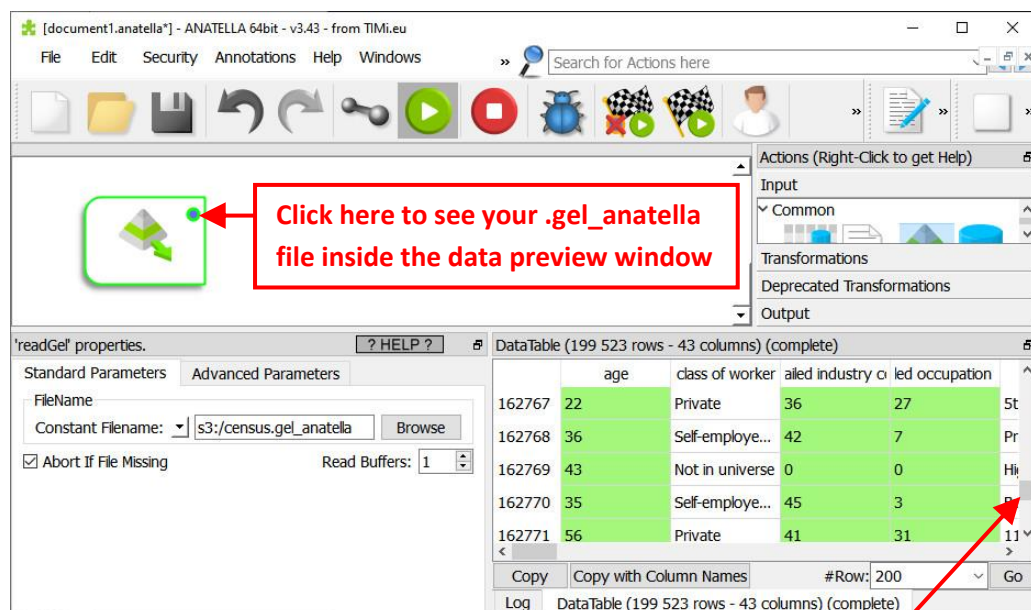 [document1.anatella*] - ANATELLA 64bit - v3.43 - from TIMi.eu
File Edit Security Annotations Help Windows » Search for Actions here
» »
Actions (Right-Click to get Help)
Input
Common
Click here to see your .gel_anatella
file inside the data preview window
Transformations
Deprecated Transformations
Output
'readGel' properties. ? HELP ?
DataTable (199 523 rows - 43 columns) (complete)
Standard Parameters Advanced Parameters
FileName
Constant Filename: s3:/census.gel_anatella Browse
Abort If File Missing Read Buffers: 1
age class of worker ailed industry co led occupation
162767 22 Private 36 27 5t
162768 36 Self-employe... 42 7 Pr
162769 43 Not in universe 0 0 Hi
162770 35 Self-employe... 45 3
162771 56 Private 41 31 11
Copy Copy with Column Names #Row: 200 Go
Log DataTable (199 523 rows - 43 columns) (complete)